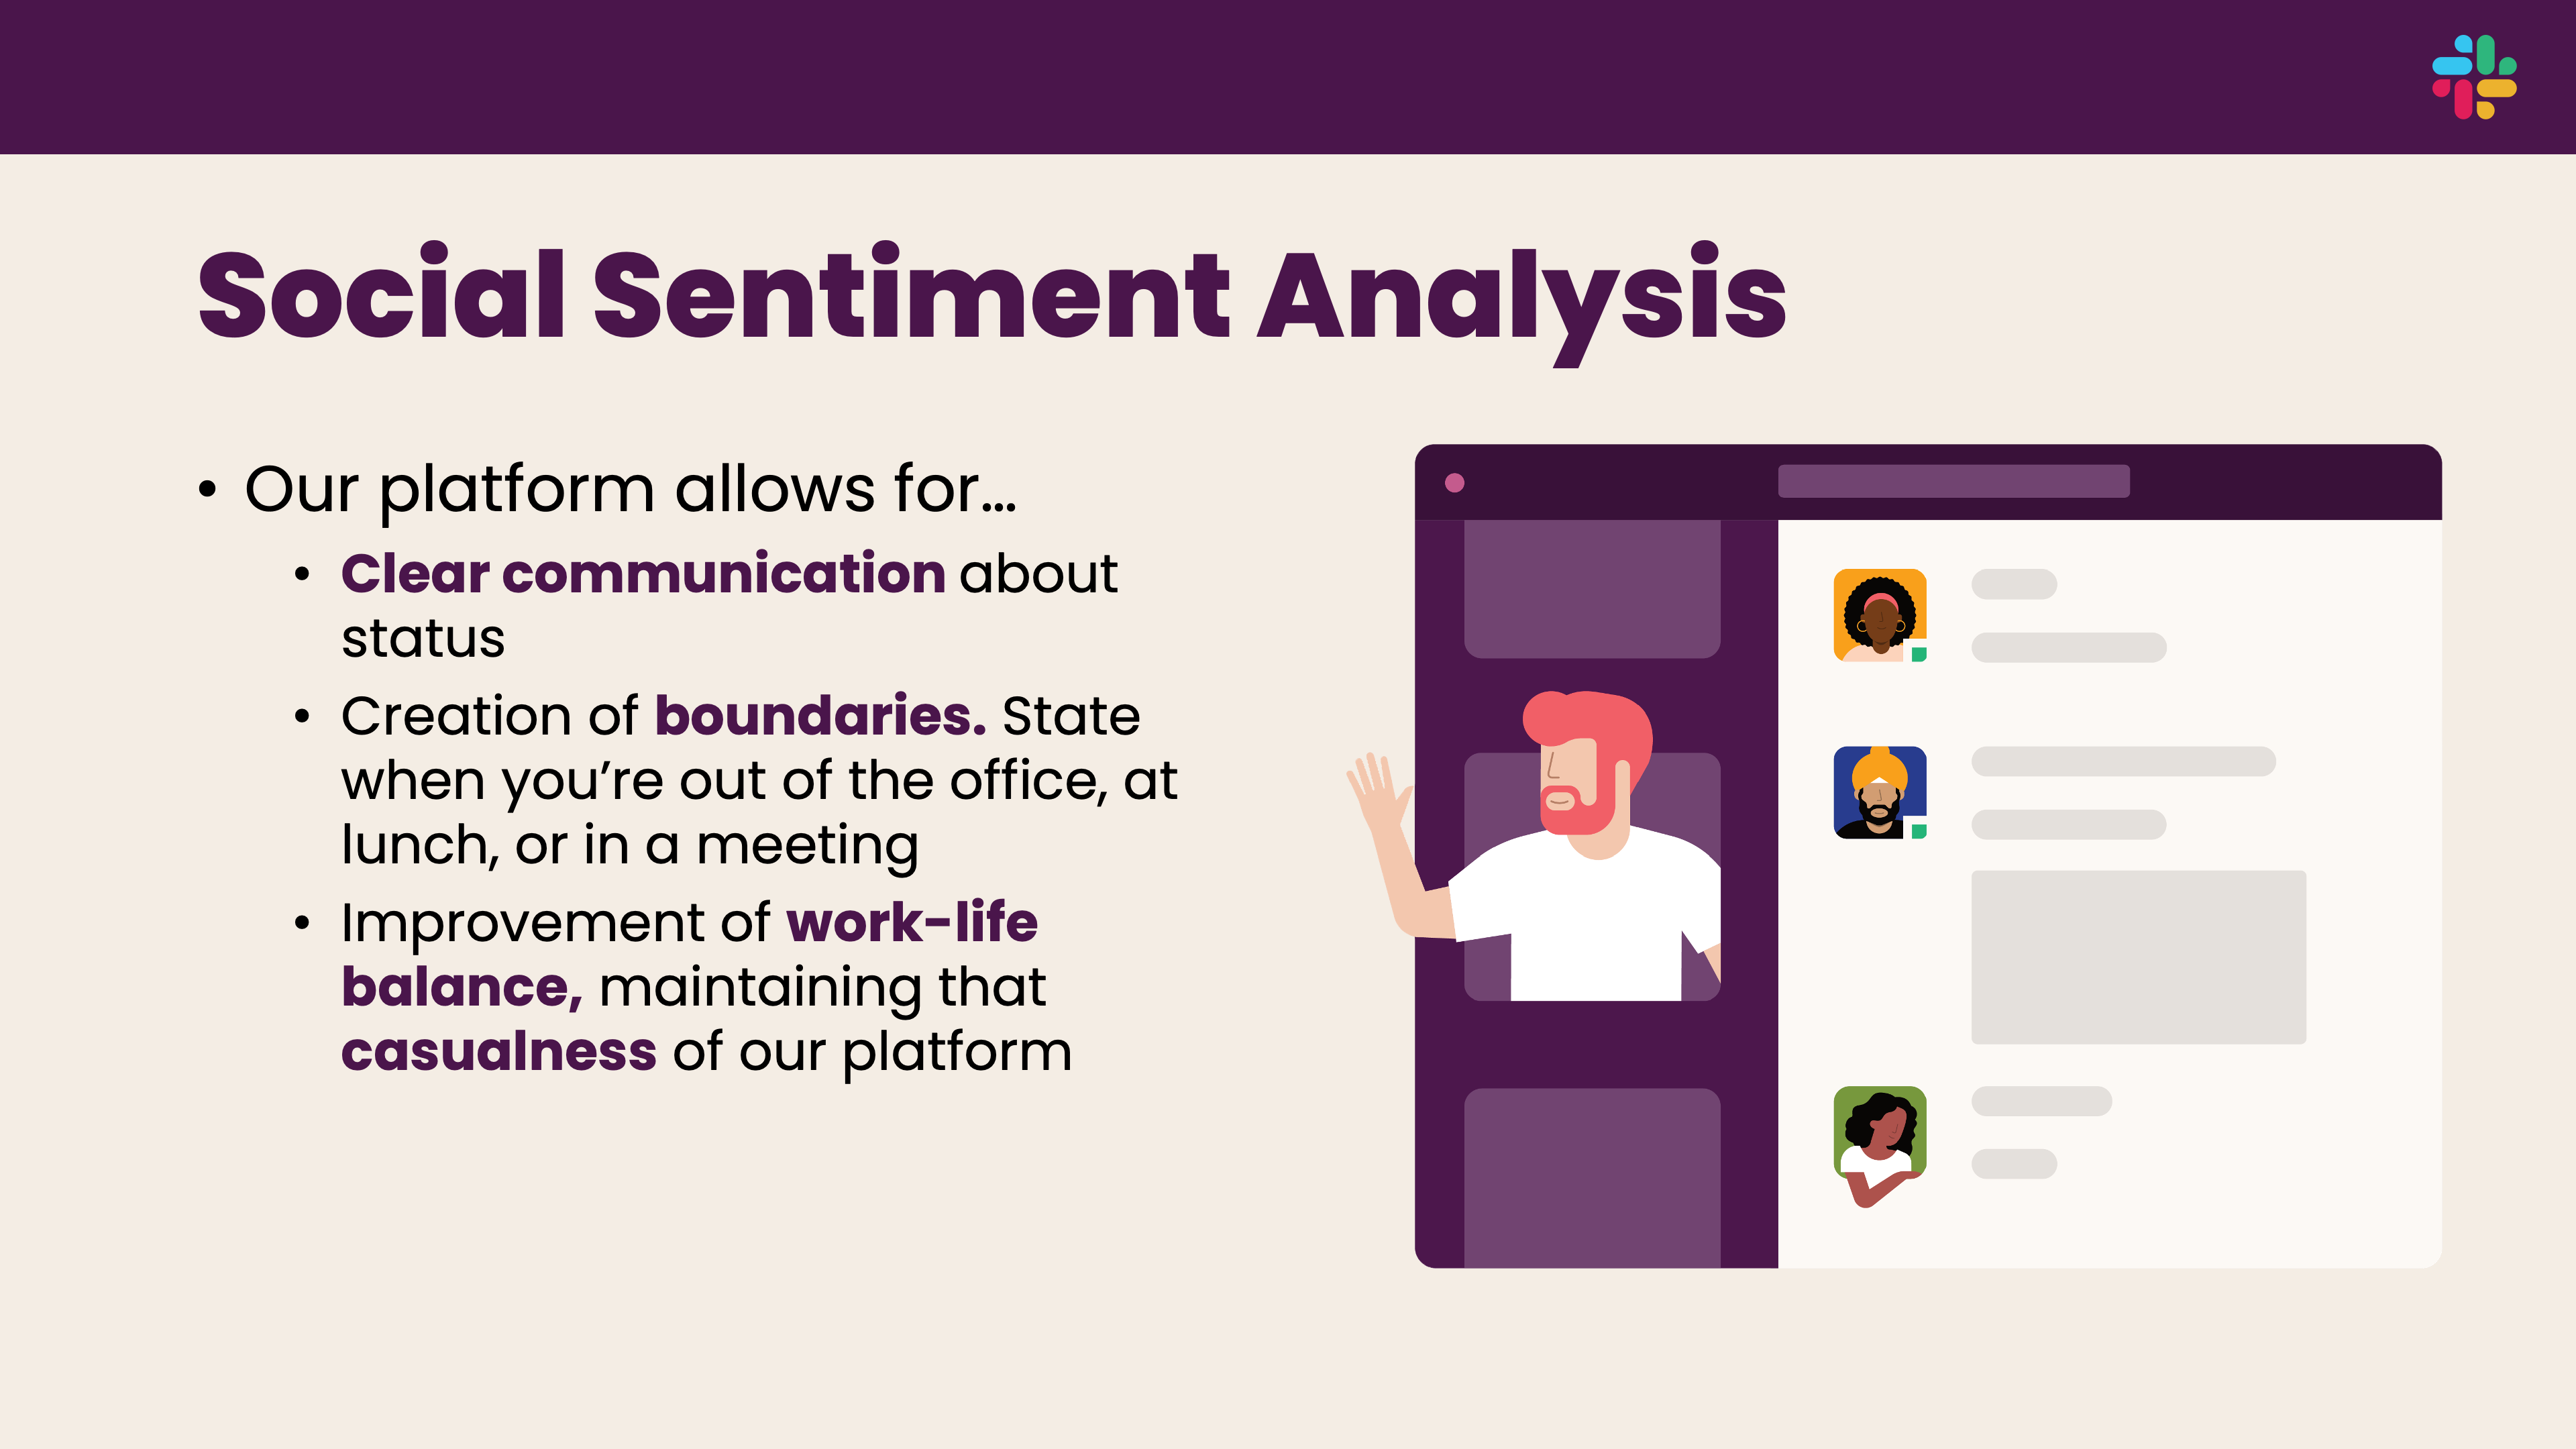 Social Sentiment Analysis
• Our platform allows for...
• Clear communication about
status
• Creation of boundaries. State
when you’re out of the office, at
lunch, or in a meeting
• Improvement of work-life
balance, maintaining that
casualness of our platform